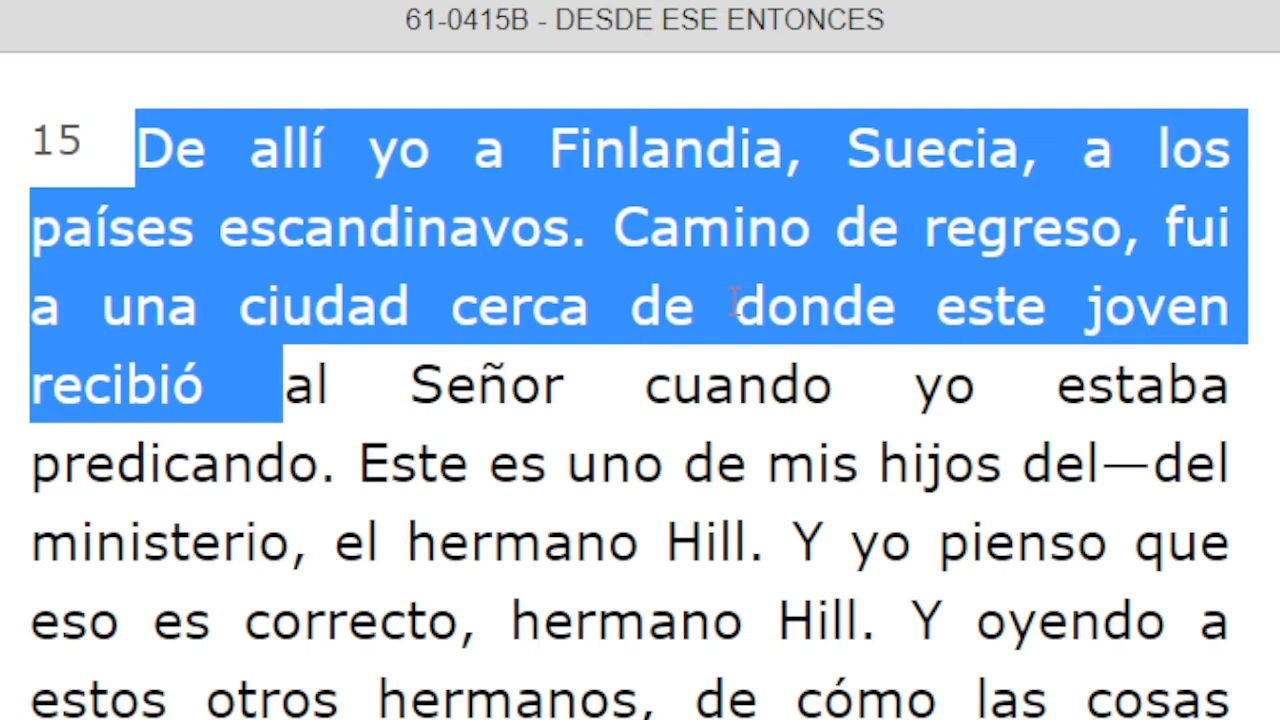 61-0415B - DESDE ESE ENTONCES
15 De allí yo a Finlandia, Suecia, a los
países escandinavos. Camino de regreso, fui
a una ciudad cerca de donde este joven
recibió al Señor cuando yo estaba
predicando. Este es uno de mis hijos del—del
ministerio, el hermano Hill. Y yo pienso que
eso es correcto, hermano Hill. Y oyendo a
estos otros hermanos, de cómo las cosas